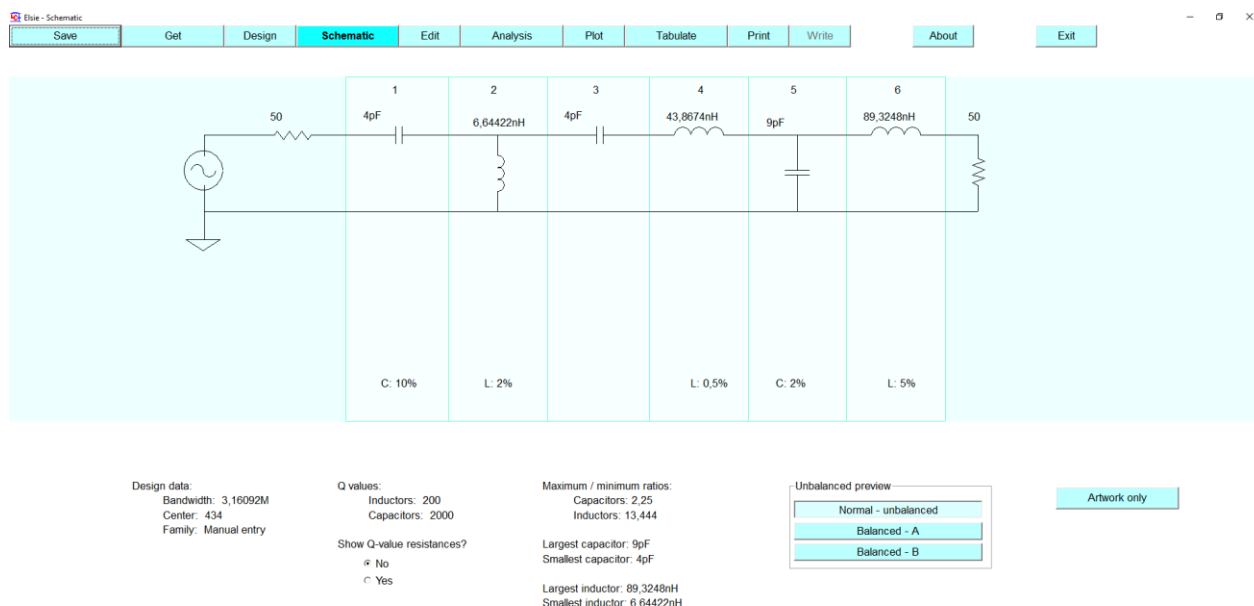 Elsie - Schematic
Save Get Design Schematic Edit Analysis Plot Tabulate Print Write About Exit
1 2 3 4 5 6
50 4pF 6,64422nH 4pF 43,8674nH 9pF 89,3248nH 50
C: 10% L: 2% L: 0,5% C: 2% L: 5%
Design data:
Bandwidth: 3,16092M
Center: 434
Family: Manual entry
Q values:
Inductors: 200
Capacitors: 2000
Show Q-value resistances?
No
Yes
Maximum / minimum ratios:
Capacitors: 2,25
Inductors: 13,444
Largest capacitor: 9pF
Smallest capacitor: 4pF
Largest inductor: 89,3248nH
Smallest inductor: 6,64422nH
Unbalanced preview
Normal - unbalanced
Balanced - A
Balanced - B
Artwork only